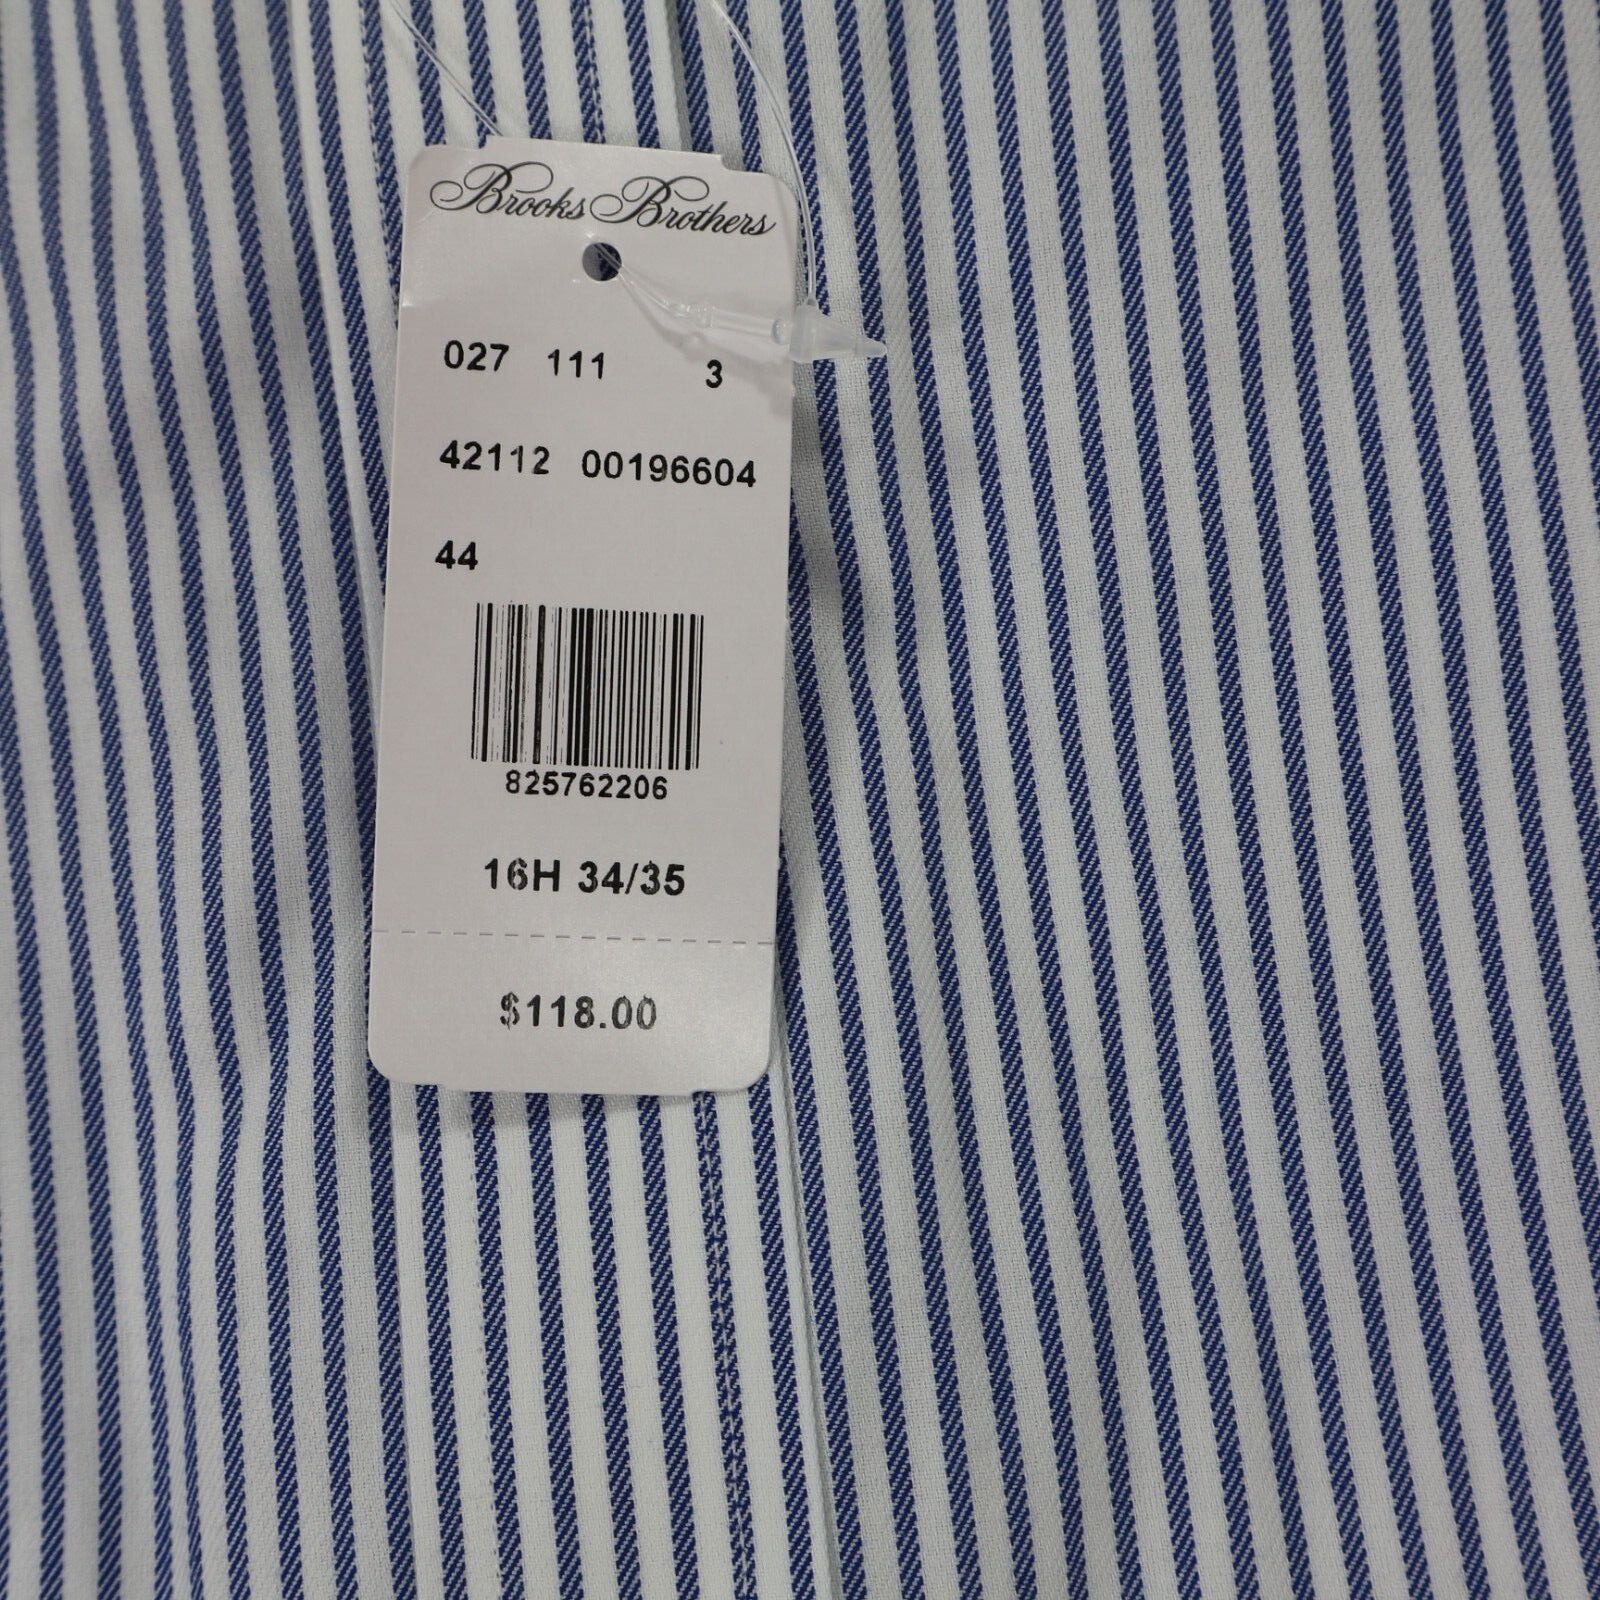 Brooks Brothers
027 111 3
42112 00196604
44
825762206
16H 34/35
$118.00